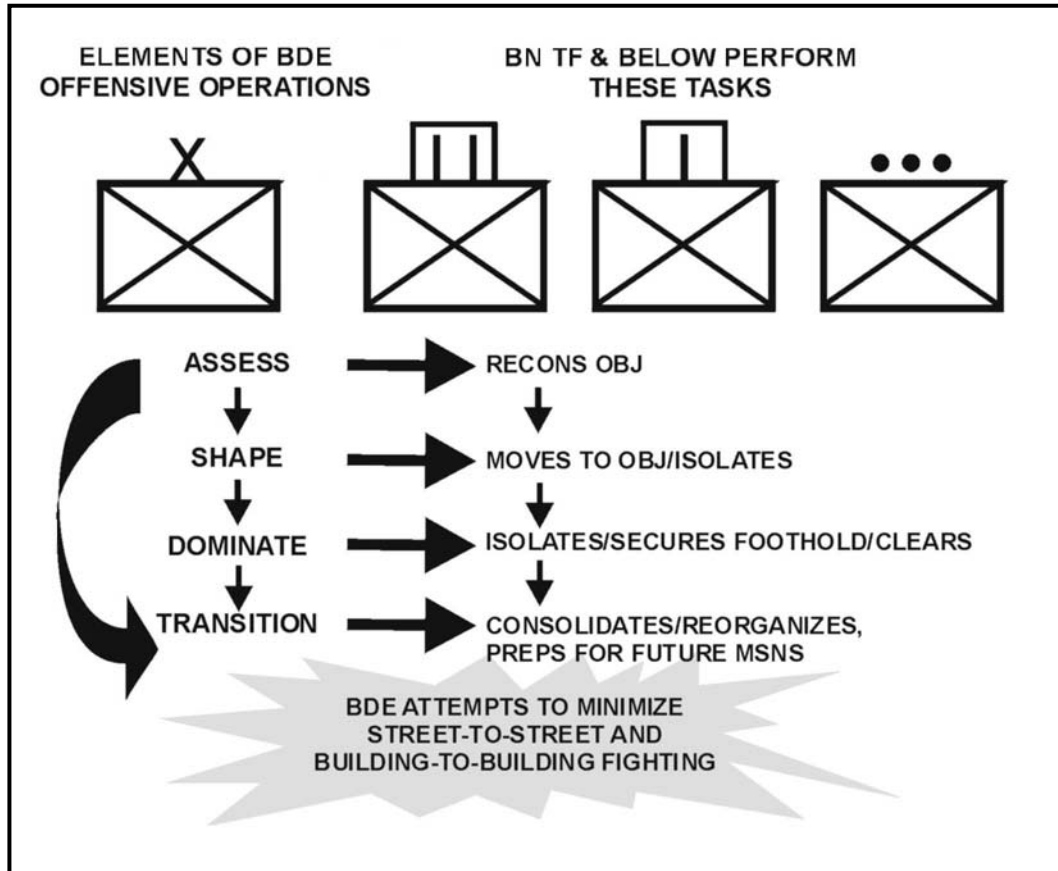 ELEMENTS OF BDE
OFFENSIVE OPERATIONS
BN TF & BELOW PERFORM
THESE TASKS
ASSESS
RECONS OBJ
SHAPE
MOVES TO OBJ/ISOLATES
DOMINATE
ISOLATES/SECURES FOOTHOLD/CLEARS
TRANSITION
CONSOLIDATES/REORGANIZES,
PREPS FOR FUTURE MSNS
BDE ATTEMPTS TO MINIMIZE
STREET-TO-STREET AND
BUILDING-TO-BUILDING FIGHTING